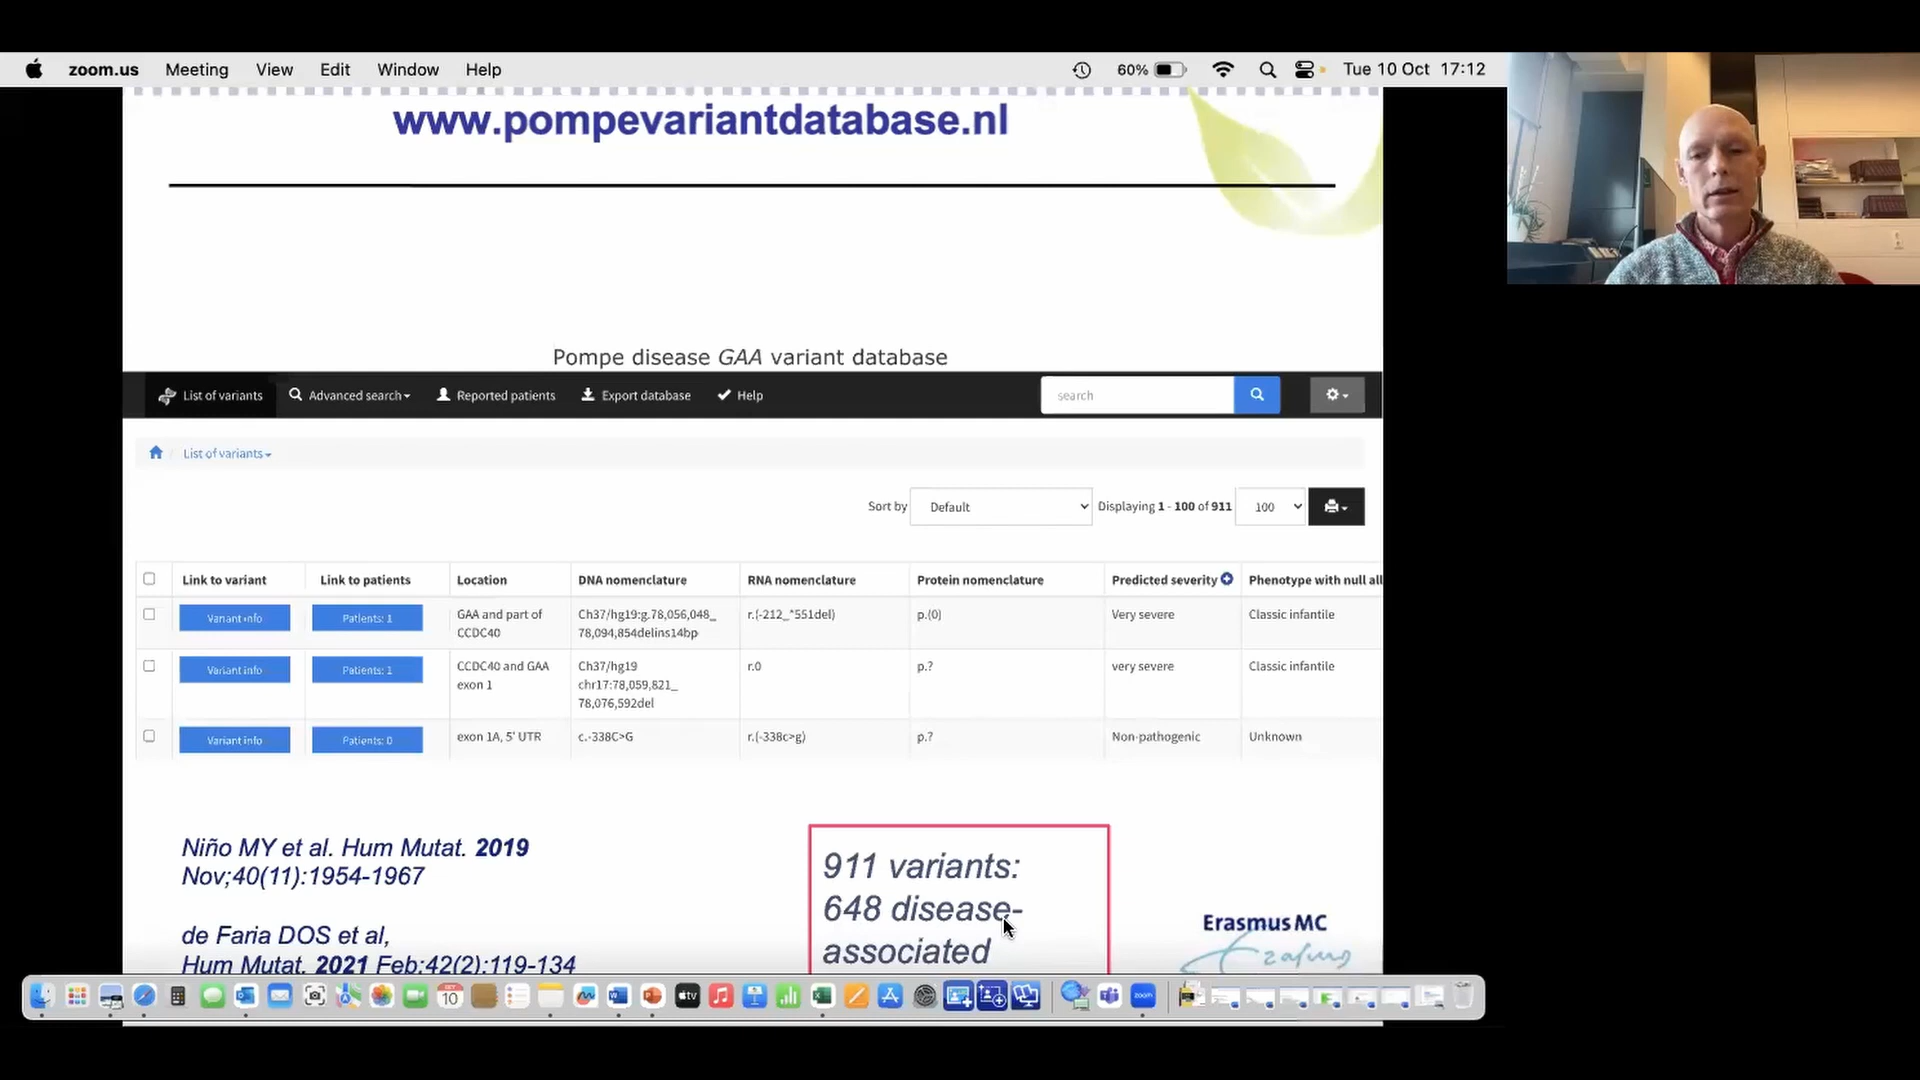 zoom.us Meeting View Edit Window Help 60% Tue 10 Oct 17:12
www.pompevariantdatabase.nl
Pompe disease GAA variant database
List of variants Advanced search Reported patients Export database Help search
List of variants
Sort by Default Displaying 1 - 100 of 911 100
Link to variant Link to patients Location DNA nomenclature RNA nomenclature Protein nomenclature Predicted severity Phenotype with null all
Variant info Patients: 1 GAA and part of Ch37/hg19:g.78,056,048_ r.(-212_*551del) p.(0) Very severe Classic infantile
CCDC40 78,094,854delins14bp
Variant info Patients: 1 CCDC40 and GAA Ch37/hg19 r.0 p.? very severe Classic infantile
exon 1 chr17:78,059,821_
78,076,592del
Variant info Patients: 0 exon 1A, 5' UTR c.-338C>G r.(-338c>g) p.? Non-pathogenic Unknown
Niño MY et al. Hum Mutat. 2019
Nov;40(11):1954-1967
de Faria DOS et al,
Hum Mutat. 2021 Feb;42(2):119-134
911 variants:
648 disease-
associated
Erasmus MC
Erasmus
10
tv
zoom